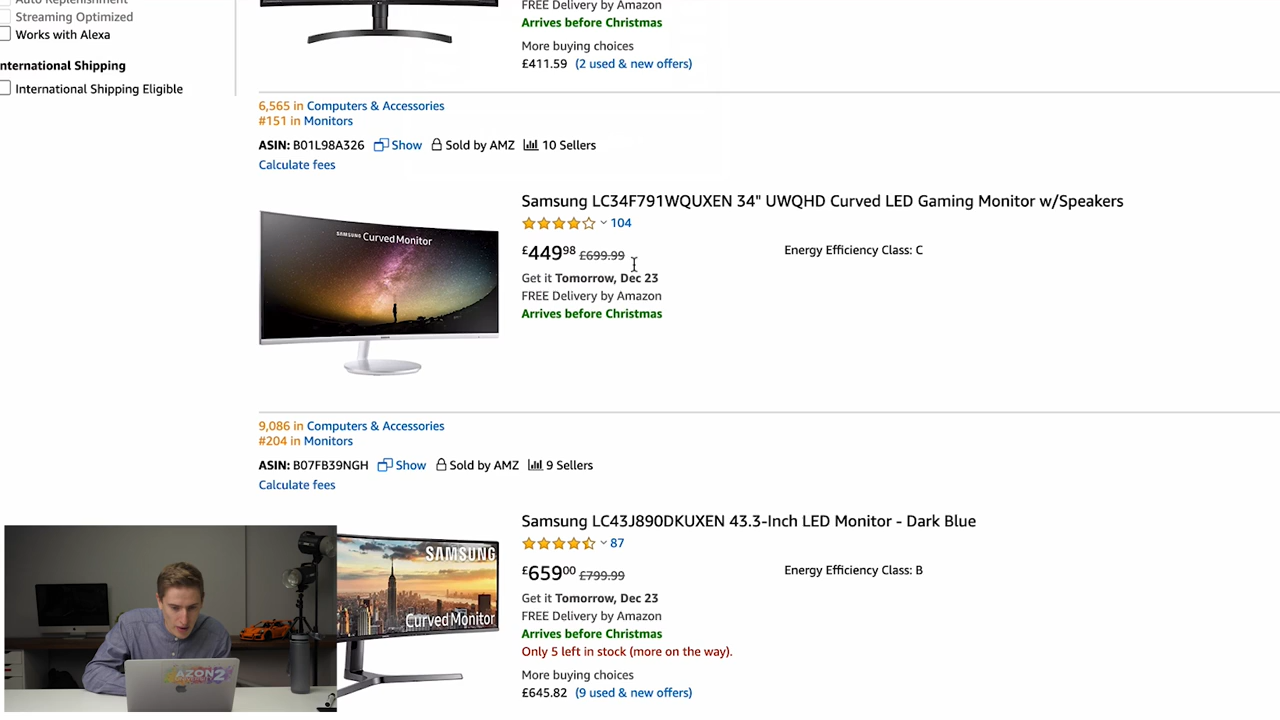 Auto Replenishment
Streaming Optimized
Works with Alexa
nternational Shipping
International Shipping Eligible
FREE Delivery by Amazon
Arrives before Christmas
More buying choices
£411.59 (2 used & new offers)
6,565 in Computers & Accessories
#151 in Monitors
ASIN: B01L98A326 Show Sold by AMZ 10 Sellers
Calculate fees
Samsung LC34F791WQUXEN 34" UWQHD Curved LED Gaming Monitor w/Speakers
104
£44998 £699.99
Energy Efficiency Class: C
Get it Tomorrow, Dec 23
FREE Delivery by Amazon
Arrives before Christmas
SAMSUNG Curved Monitor
9,086 in Computers & Accessories
#204 in Monitors
ASIN: B07FB39NGH Show Sold by AMZ 9 Sellers
Calculate fees
Samsung LC43J890DKUXEN 43.3-Inch LED Monitor - Dark Blue
87
£65900 £799.99
Energy Efficiency Class: B
Get it Tomorrow, Dec 23
FREE Delivery by Amazon
Arrives before Christmas
Only 5 left in stock (more on the way).
More buying choices
£645.82 (9 used & new offers)
SAMSUNG
Curved Monitor
AZON2